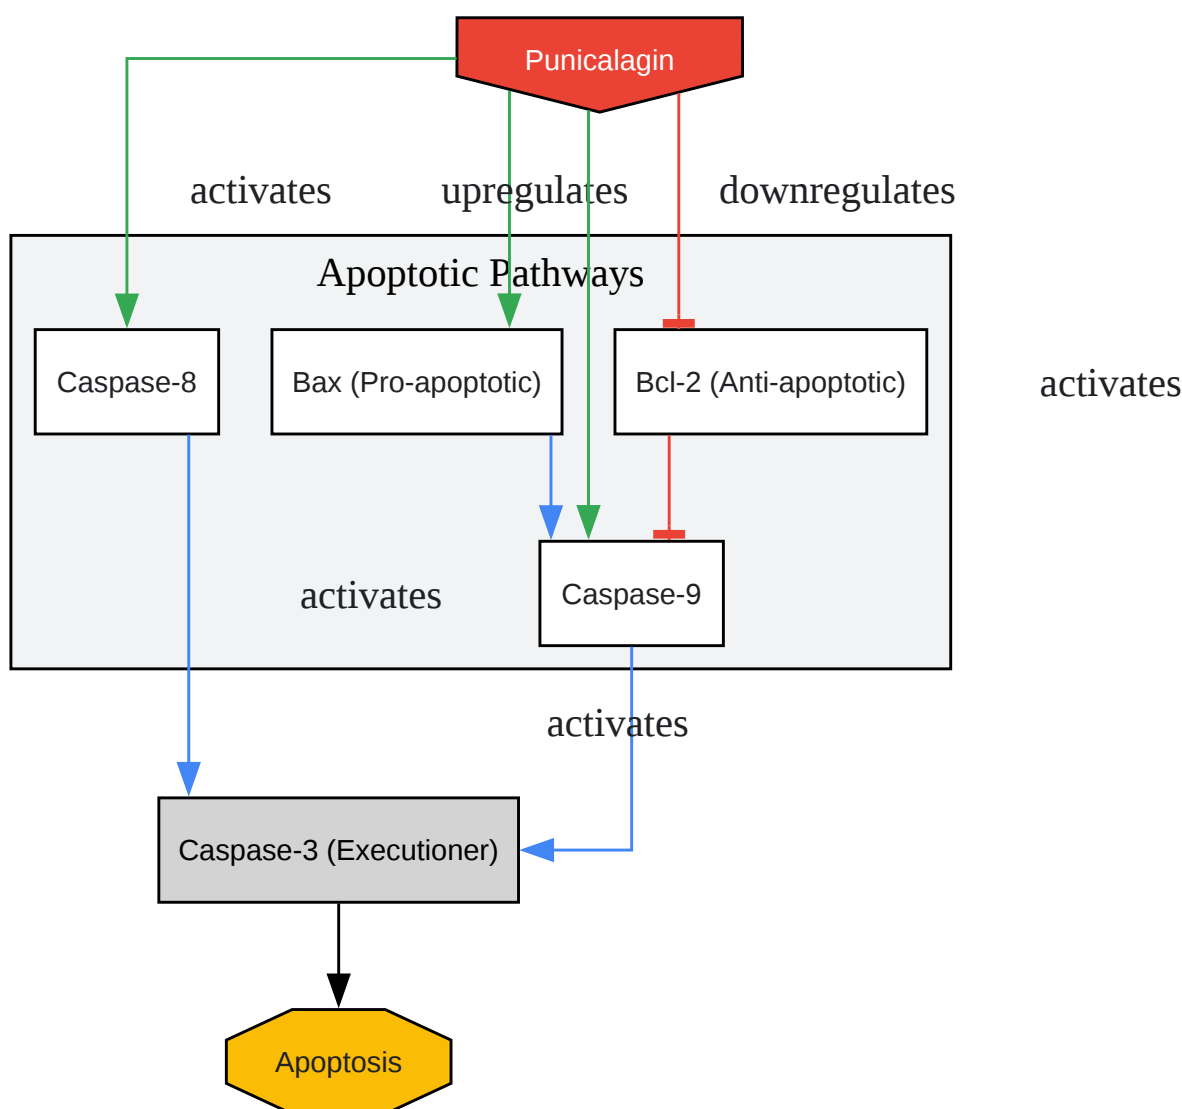 Punicalagin
activates
upregulates
downregulates
Apoptotic Pathways
Caspase-8
Bax (Pro-apoptotic)
Bcl-2 (Anti-apoptotic)
activates
activates
Caspase-9
activates
Caspase-3 (Executioner)
Apoptosis